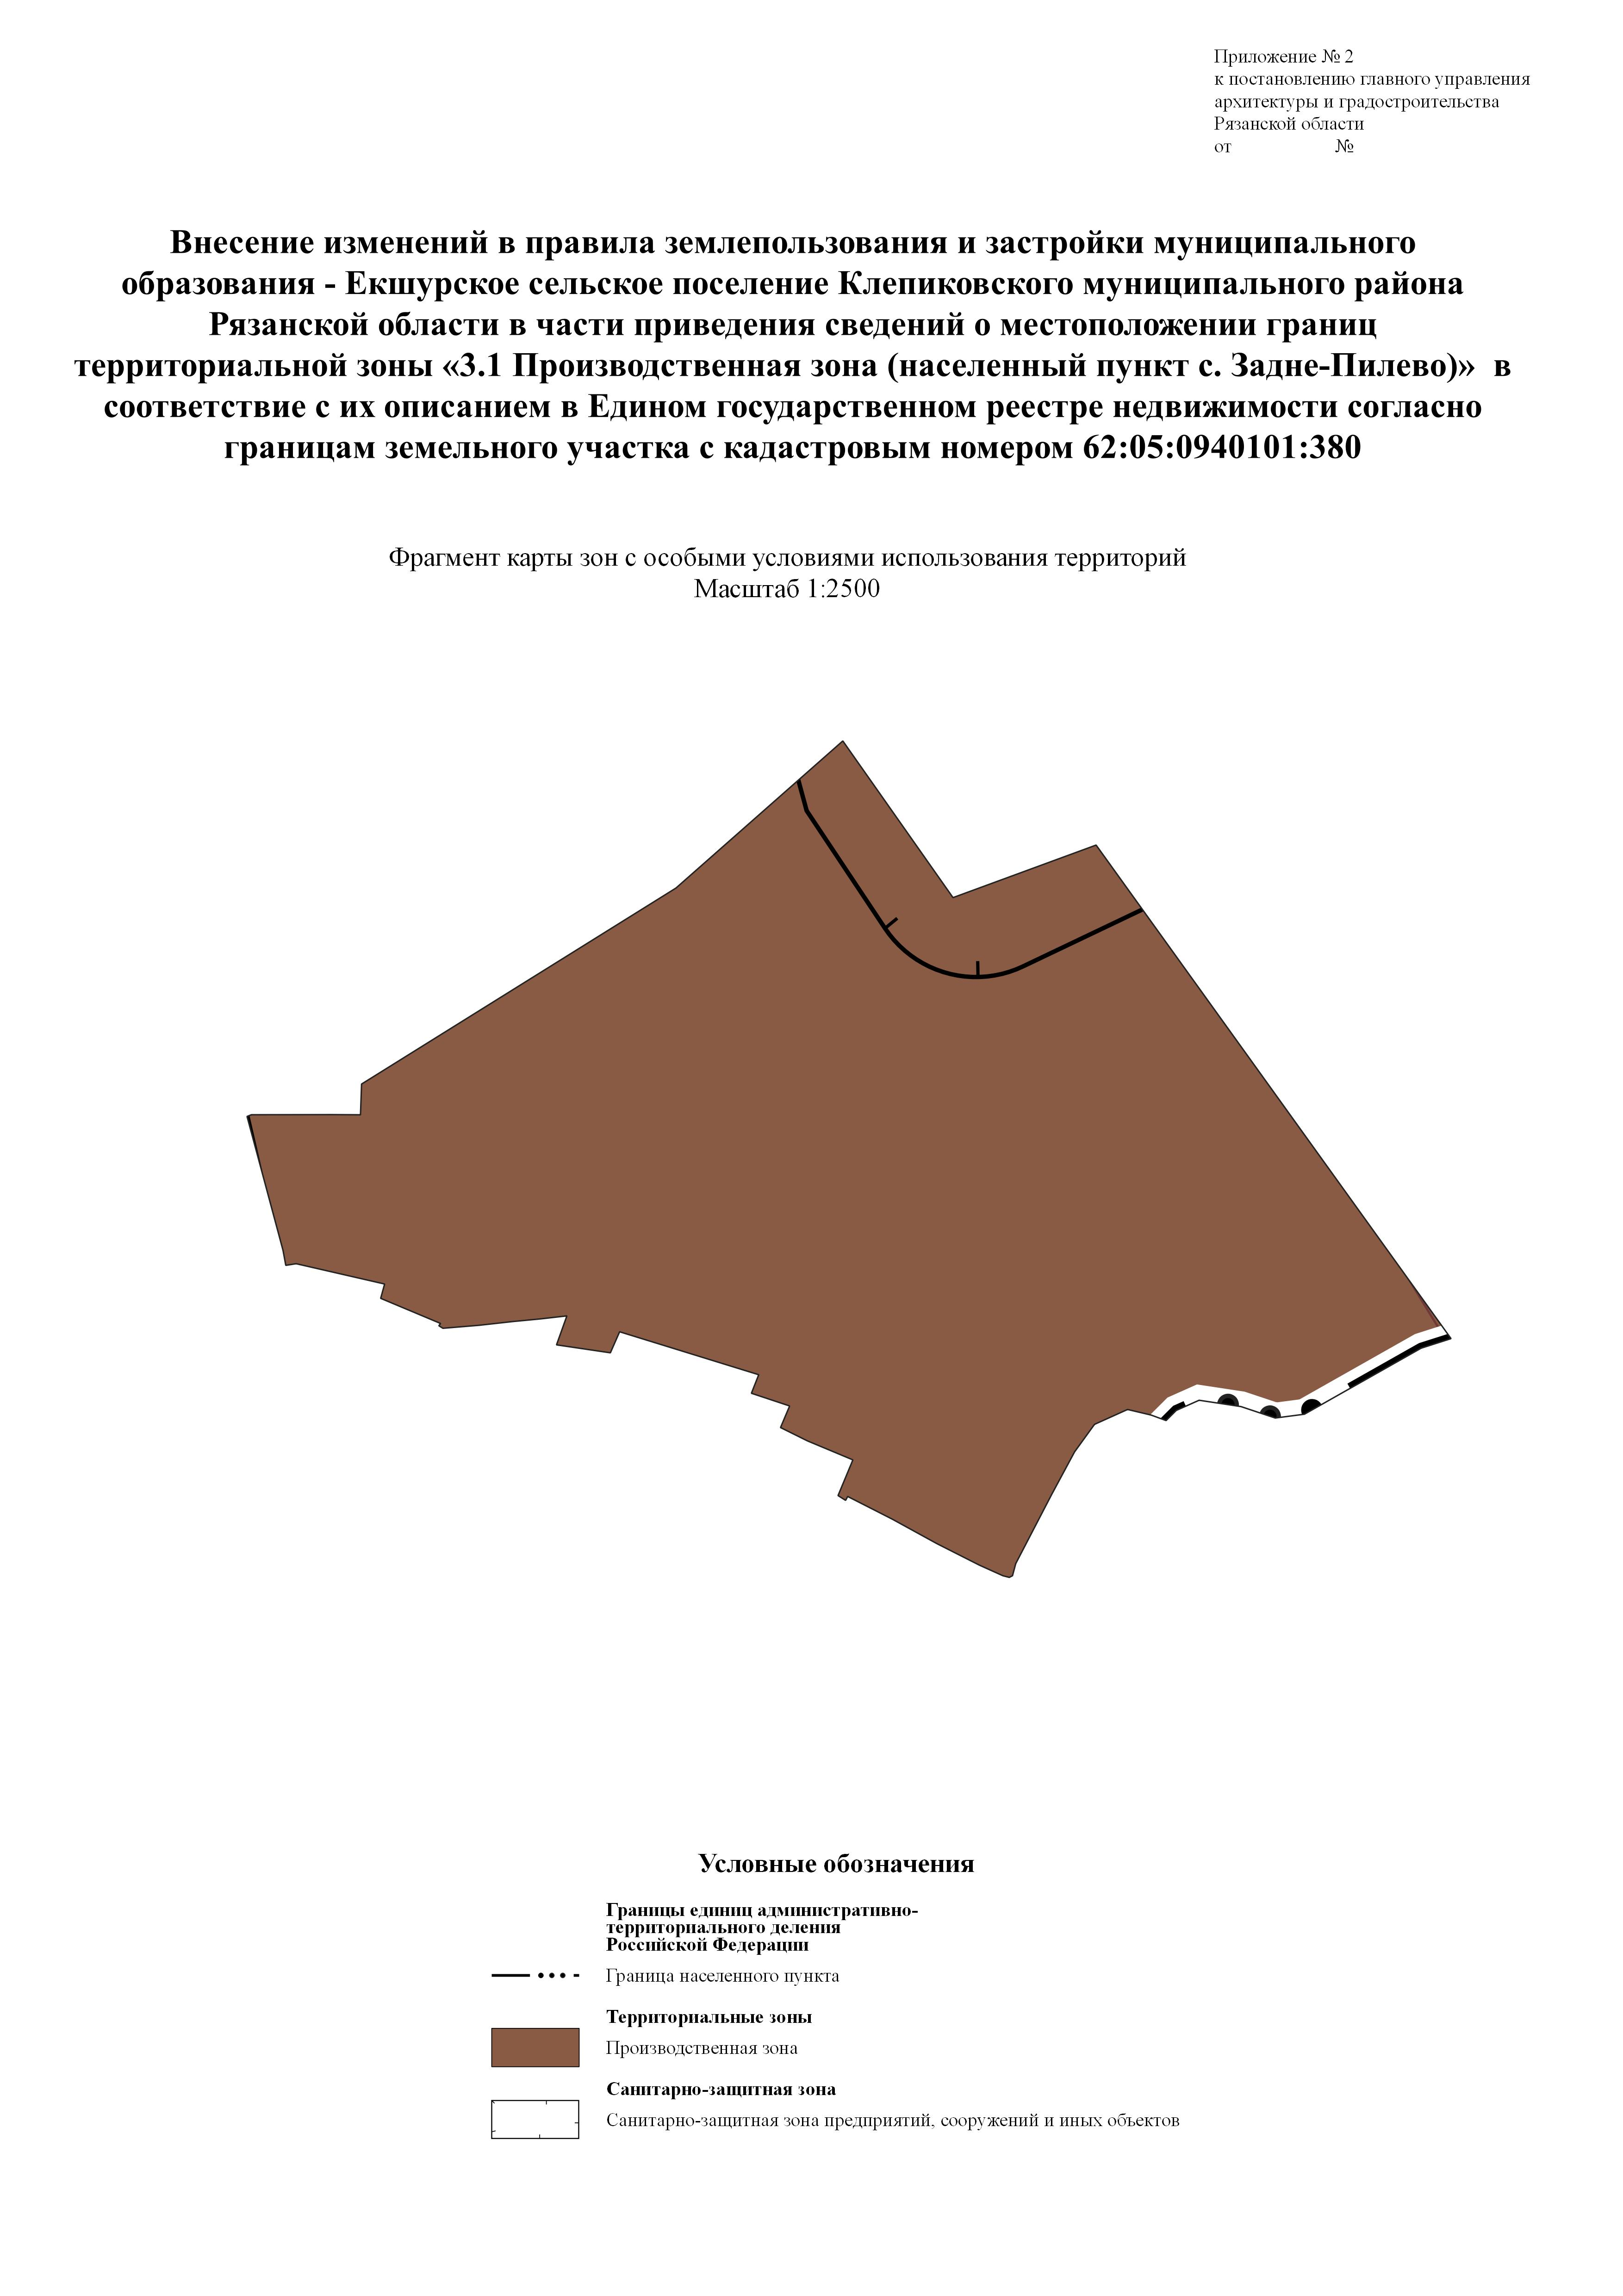 Приложение № 2
к постановлению главного управления
архитектуры и градостроительства
Рязанской области
от №
Внесение изменений в правила землепользования и застройки муниципального
образования - Екшурское сельское поселение Клепиковского муниципального района
Рязанской области в части приведения сведений о местоположении границ
территориальной зоны «3.1 Производственная зона (населенный пункт с. Задне-Пилево)» в
соответствие с их описанием в Едином государственном реестре недвижимости согласно
границам земельного участка с кадастровым номером 62:05:0940101:380
Фрагмент карты зон с особыми условиями использования территорий
Масштаб 1:2500
Условные обозначения
Границы единиц административно-
территориального деления
Российской Федерации
Граница населенного пункта
Территориальные зоны
Производственная зона
Санитарно-защитная зона
Санитарно-защитная зона предприятий, сооружений и иных объектов